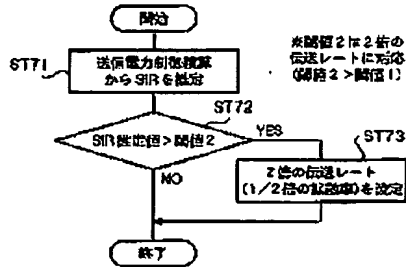 開始
※閾値2は2倍の
伝送レートに対応
(閾値2>閾値1)
ST71
送信電力制御積算
からSIRを推定
ST72
SIR推定値>閾値2
YES
ST73
2倍の伝送レート
(1/2倍の拡散率)を設定
NO
終了